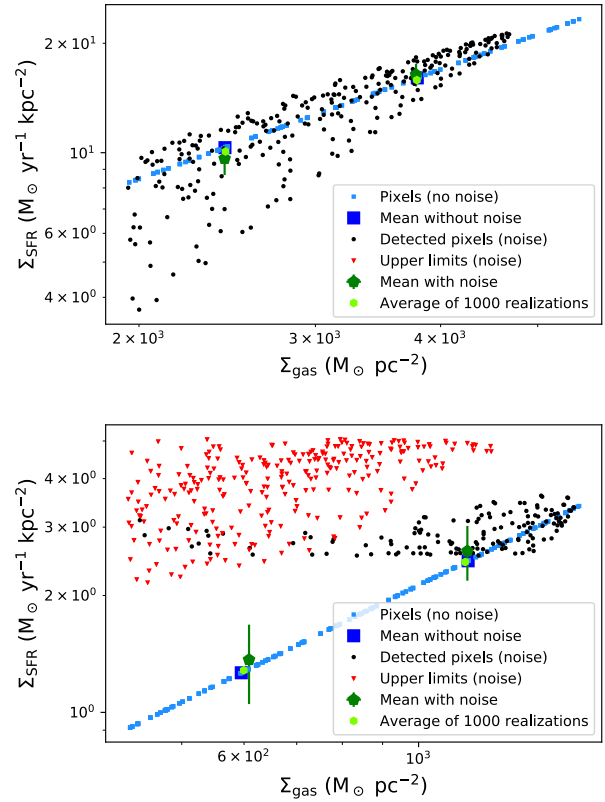 2 × 10¹
10¹
6 × 10⁰
4 × 10⁰
Σ_SFR (M_⊙ yr⁻¹ kpc⁻²)
Pixels (no noise)
Mean without noise
Detected pixels (noise)
Upper limits (noise)
Mean with noise
Average of 1000 realizations
2 × 10³ 3 × 10³ 4 × 10³
Σ_gas (M_⊙ pc⁻²)
4 × 10⁰
3 × 10⁰
2 × 10⁰
10⁰
Σ_SFR (M_⊙ yr⁻¹ kpc⁻²)
Pixels (no noise)
Mean without noise
Detected pixels (noise)
Upper limits (noise)
Mean with noise
Average of 1000 realizations
6 × 10² 10³
Σ_gas (M_⊙ pc⁻²)